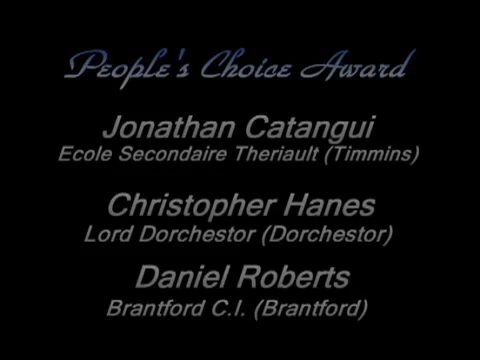 People's Choice Award
Jonathan Catangui
Ecole Secondaire Theriault (Timmins)
Christopher Hanes
Lord Dorchestor (Dorchestor)
Daniel Roberts
Brantford C.I. (Brantford)